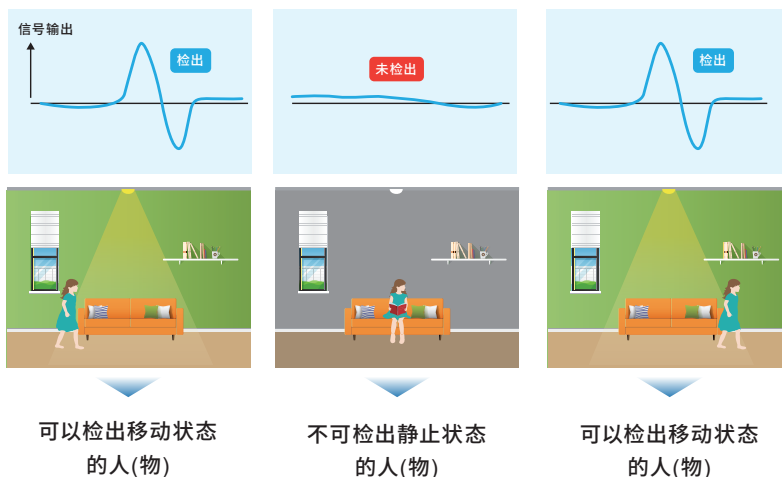 信号输出
检出
未检出
检出
可以检出移动状态
的人(物)
不可检出静止状态
的人(物)
可以检出移动状态
的人(物)